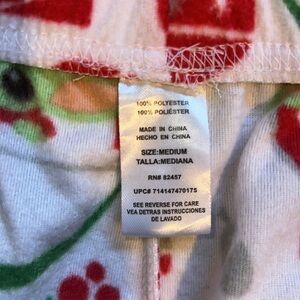 100% POLYESTER
100% POLIÉSTER
MADE IN CHINA
HECHO EN CHINA
SIZE:MEDIUM
TALLA:MEDIANA
RN# 82457
UPC# 714147470175
SEE REVERSE FOR CARE
VEA DETRAS INSTRUCCIONES
DE LAVADO